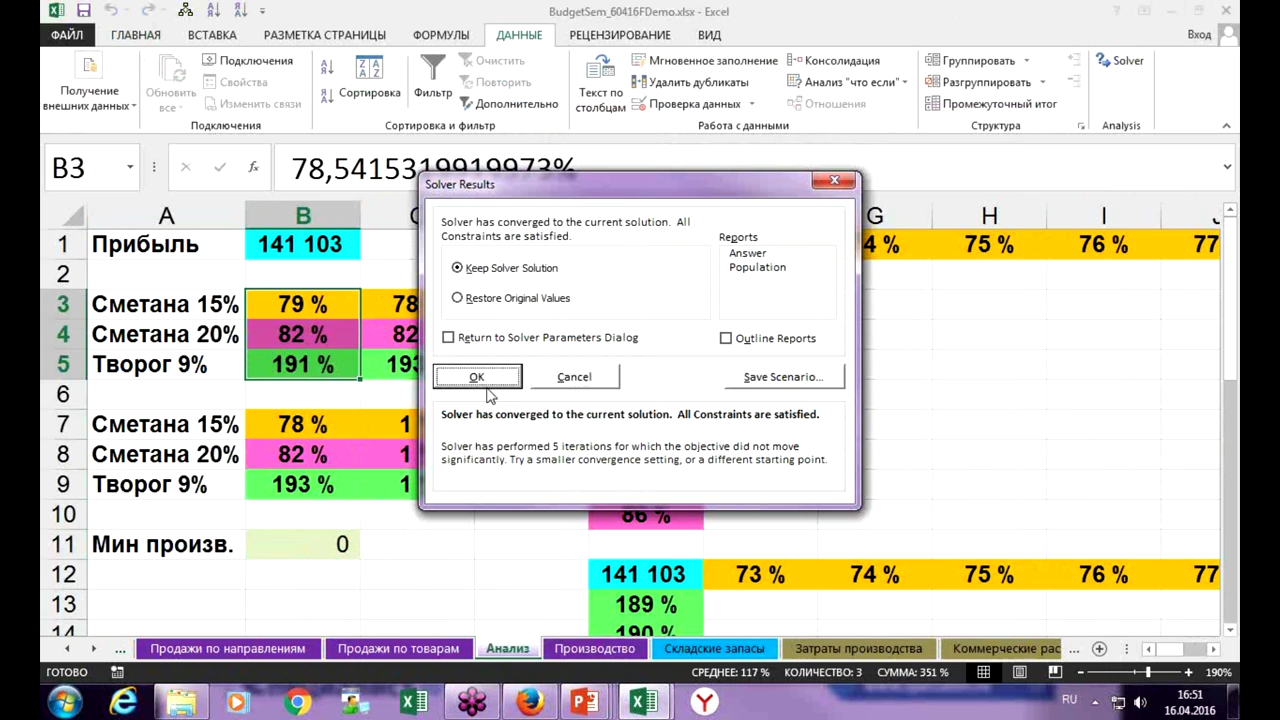 BudgetSem_60416FDemo.xlsx - Excel
ФАЙЛ ГЛАВНАЯ ВСТАВКА РАЗМЕТКА СТРАНИЦЫ ФОРМУЛЫ ДАННЫЕ РЕЦЕНЗИРОВАНИЕ ВИД Вход
Получение внешних данных
Обновить все
Подключения
Свойства
Изменить связи
Подключения
Сортировка
Фильтр
Очистить
Повторить
Дополнительно
Сортировка и фильтр
Текст по столбцам
Мгновенное заполнение
Удалить дубликаты
Проверка данных
Консолидация
Анализ "что если"
Отношения
Работа с данными
Группировать
Разгруппировать
Промежуточный итог
Структура
Solver
Analysis
B3 fx 78,5415319919973%
A B G H I
1 Прибыль 141 103 4 % 75 % 76 % 77
2
3 Сметана 15% 79 % 78
4 Сметана 20% 82 % 82
5 Творог 9% 191 % 193
6
7 Сметана 15% 78 % 1
8 Сметана 20% 82 % 1
9 Творог 9% 193 % 1
10 86 %
11 Мин произв. 0
12 141 103 73 % 74 % 75 % 76 % 77
13 189 %
14 190 %
Solver Results
Solver has converged to the current solution. All
Constraints are satisfied.
Keep Solver Solution
Restore Original Values
Reports
Answer
Population
Return to Solver Parameters Dialog
Outline Reports
OK Cancel Save Scenario...
Solver has converged to the current solution. All Constraints are satisfied.
Solver has performed 5 iterations for which the objective did not move
significantly. Try a smaller convergence setting, or a different starting point.
... Продажи по направлениям Продажи по товарам Анализ Производство Складские запасы Затраты производства Коммерческие рас ...
ГОТОВО СРЕДНЕЕ: 117 % КОЛИЧЕСТВО: 3 СУММА: 351 % 190%
RU 16:51
16.04.2016